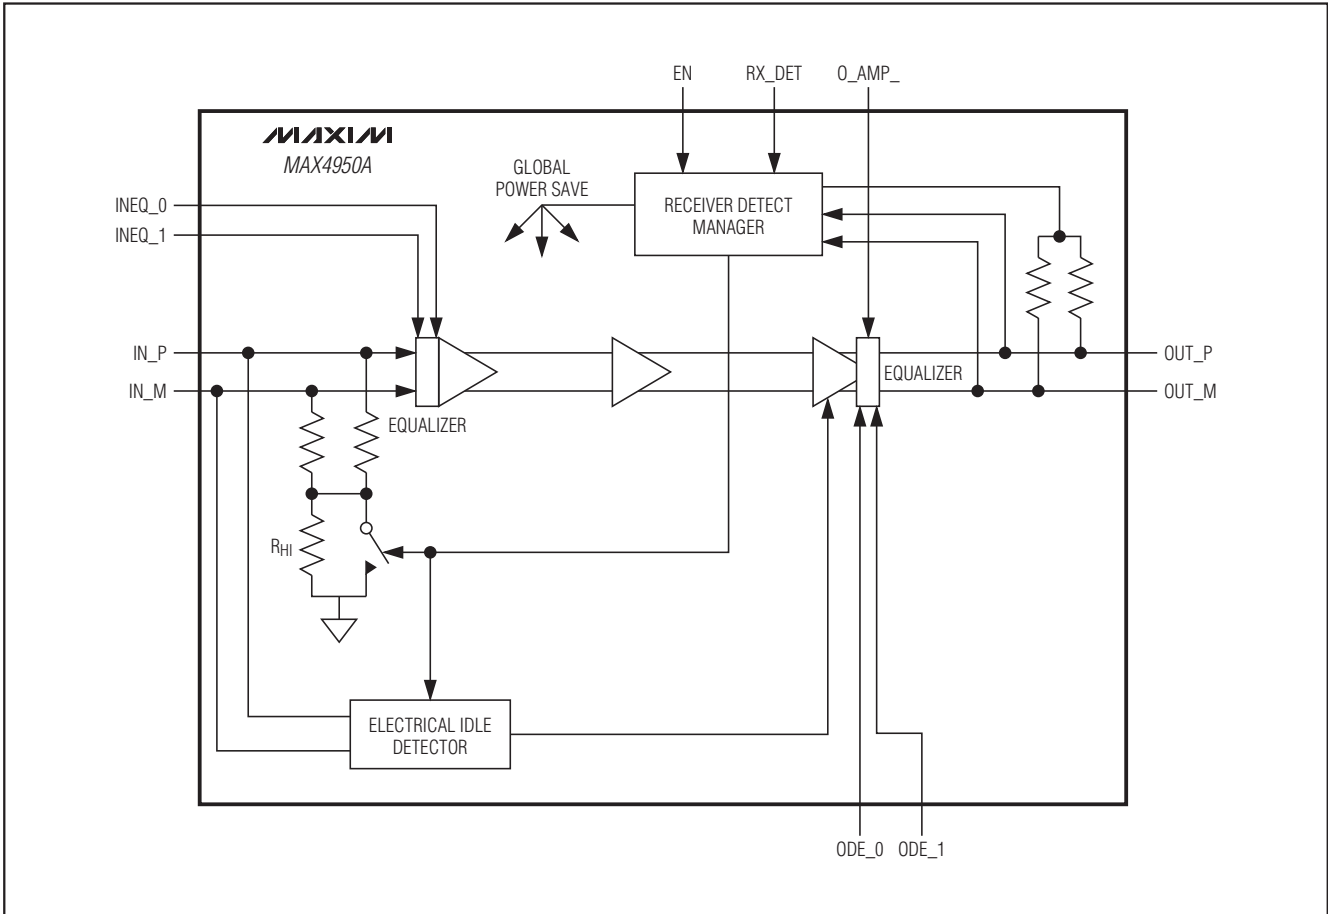 EN
RX_DET
O_AMP_
MAXIM
MAX4950A
GLOBAL
POWER SAVE
RECEIVER DETECT
MANAGER
INEQ_0
INEQ_1
IN_P
IN_M
EQUALIZER
EQUALIZER
OUT_P
OUT_M
RHI
ELECTRICAL IDLE
DETECTOR
ODE_0
ODE_1